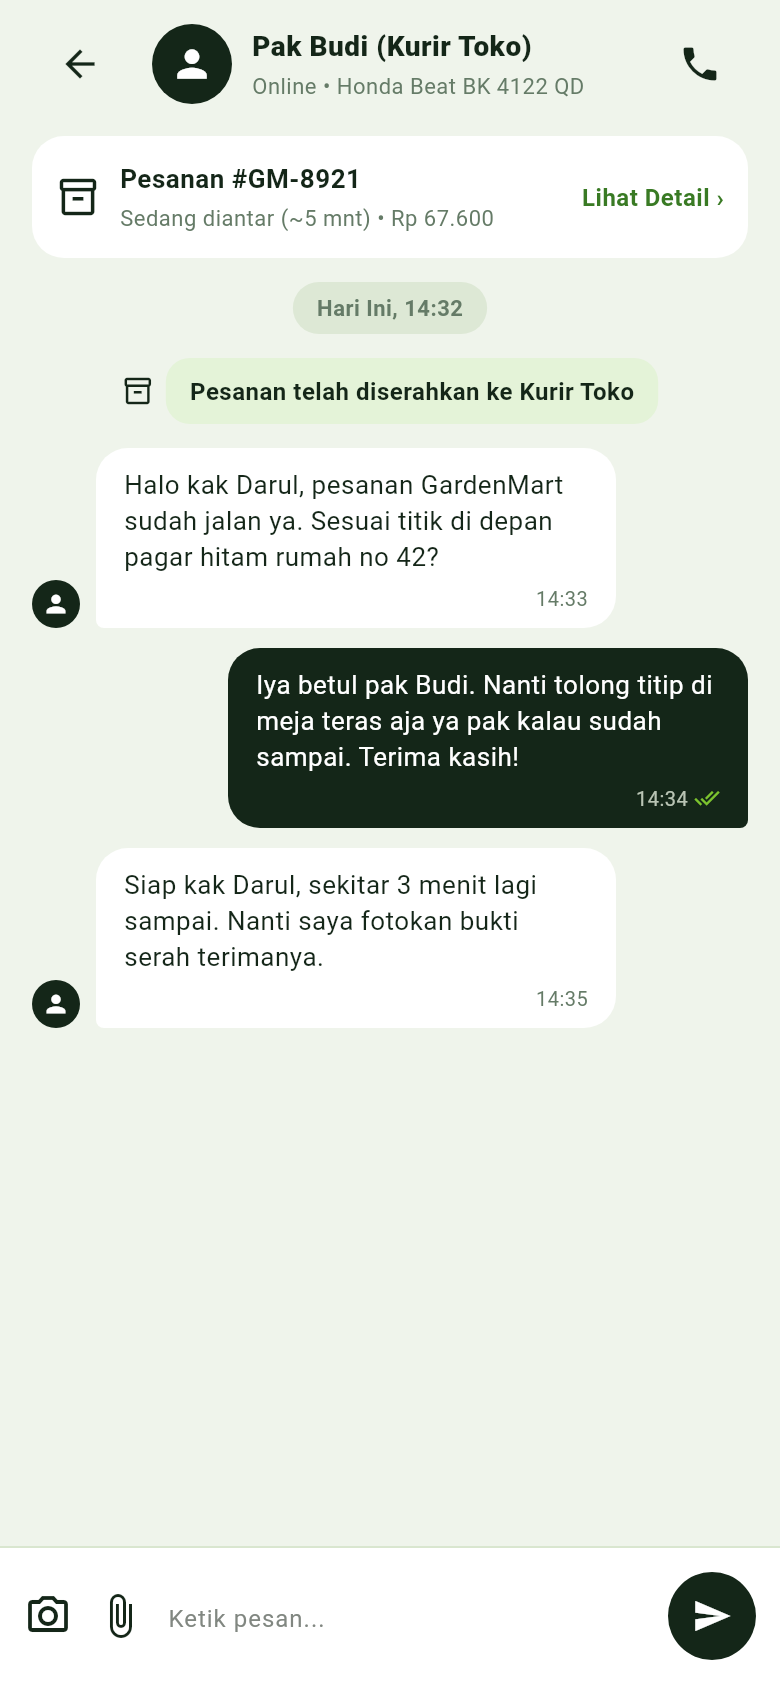 Pak Budi (Kurir Toko)
Online • Honda Beat BK 4122 QD
Pesanan #GM-8921
Sedang diantar (~5 mnt) • Rp 67.600
Lihat Detail ›
Hari Ini, 14:32
Pesanan telah diserahkan ke Kurir Toko
Halo kak Darul, pesanan GardenMart
sudah jalan ya. Sesuai titik di depan
pagar hitam rumah no 42?
14:33
Iya betul pak Budi. Nanti tolong titip di
meja teras aja ya pak kalau sudah
sampai. Terima kasih!
14:34
Siap kak Darul, sekitar 3 menit lagi
sampai. Nanti saya fotokan bukti
serah terimanya.
14:35
Ketik pesan...